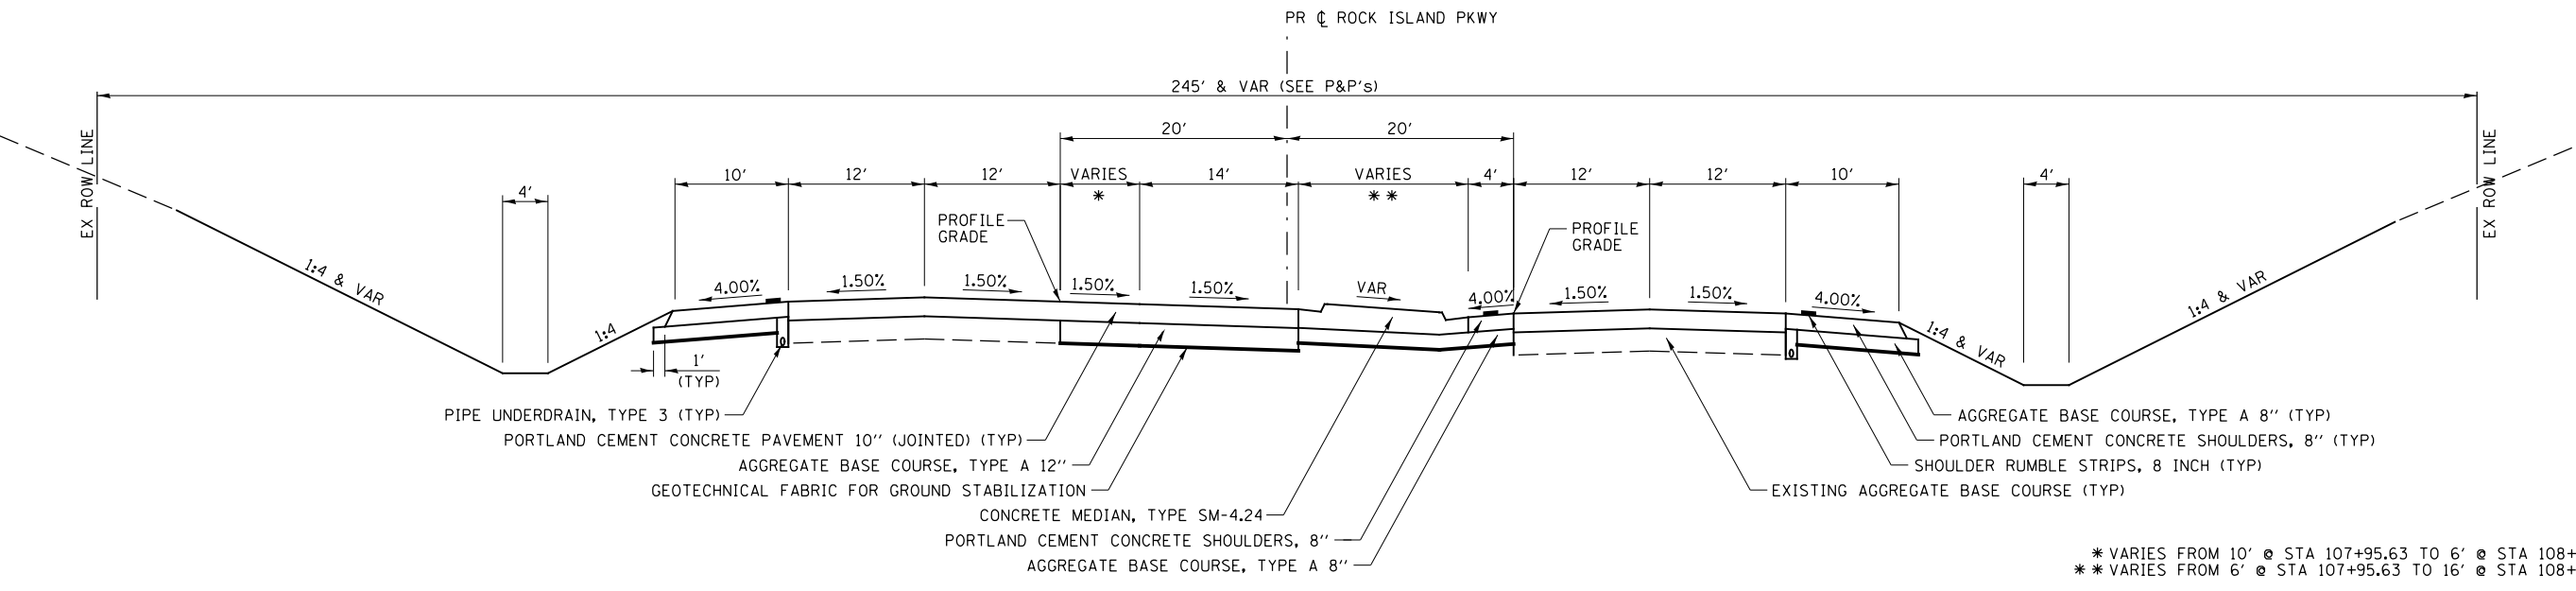 PR ℄ ROCK ISLAND PKWY
245' & VAR (SEE P&P's)
20'
20'
EX ROW LINE
4'
10'
12'
12'
VARIES
*
14'
VARIES
**
4'
12'
12'
10'
4'
EX ROW LINE
PROFILE
GRADE
PROFILE
GRADE
1:4 & VAR
1:4
4.00%
1.50%
1.50%
1.50%
1.50%
VAR
4.00%
1.50%
1.50%
4.00%
1:4 & VAR
1:4 & VAR
1'
(TYP)
PIPE UNDERDRAIN, TYPE 3 (TYP)
PORTLAND CEMENT CONCRETE PAVEMENT 10'' (JOINTED) (TYP)
AGGREGATE BASE COURSE, TYPE A 12''
GEOTECHNICAL FABRIC FOR GROUND STABILIZATION
CONCRETE MEDIAN, TYPE SM-4.24
PORTLAND CEMENT CONCRETE SHOULDERS, 8''
AGGREGATE BASE COURSE, TYPE A 8''
AGGREGATE BASE COURSE, TYPE A 8'' (TYP)
PORTLAND CEMENT CONCRETE SHOULDERS, 8'' (TYP)
SHOULDER RUMBLE STRIPS, 8 INCH (TYP)
EXISTING AGGREGATE BASE COURSE (TYP)
* VARIES FROM 10' @ STA 107+95.63 TO 6' @ STA 108+
** VARIES FROM 6' @ STA 107+95.63 TO 16' @ STA 108+